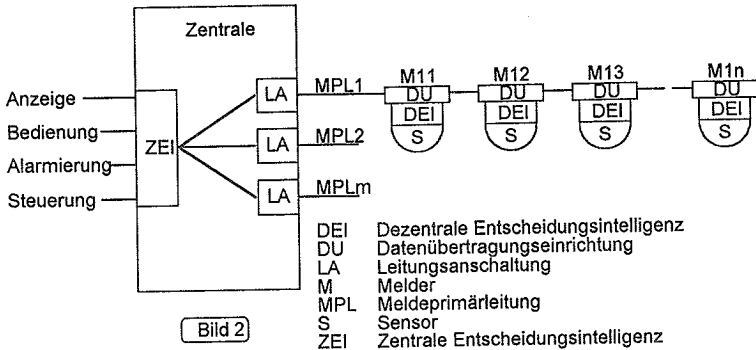 Zentrale
Anzeige
Bedienung
Alarmierung
Steuerung
ZEI
LA
LA
LA
MPL1
MPL2
MPLm
M11 M12 M13 M1n
DU DU DU DU
DEI DEI DEI DEI
S S S S
DEI Dezentrale Entscheidungsintelligenz
DU Datenübertragungseinrichtung
LA Leitungsanschaltung
M Melder
MPL Meldeprimärleitung
S Sensor
ZEI Zentrale Entscheidungsintelligenz
Bild 2